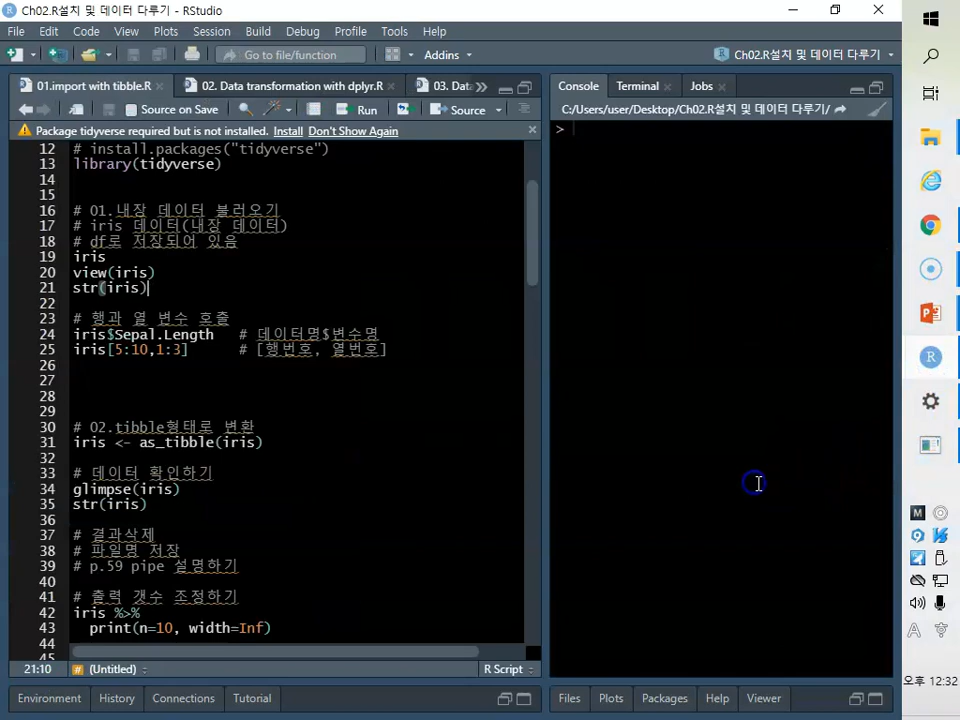 Ch02.R설치 및 데이터 다루기 - RStudio
File Edit Code View Plots Session Build Debug Profile Tools Help
Go to file/function Addins Ch02.R설치 및 데이터 다루기
01.import with tibble.R 02. Data transformation with dplyr.R 03. Data
Source on Save Run Source
Package tidyverse required but is not installed. Install Don't Show Again
12 # install.packages("tidyverse")
13 library(tidyverse)
14
15
16 # 01.내장 데이터 불러오기
17 # iris 데이터(내장 데이터)
18 # df로 저장되어 있음
19 iris
20 view(iris)
21 str(iris)
22
23 # 행과 열 변수 호출
24 iris$Sepal.Length # 데이터명$변수명
25 iris[5:10,1:3] # [행번호, 열번호]
26
27
28
29
30 # 02.tibble형태로 변환
31 iris <- as_tibble(iris)
32
33 # 데이터 확인하기
34 glimpse(iris)
35 str(iris)
36
37 # 결과삭제
38 # 파일명 저장
39 # p.59 pipe 설명하기
40
41 # 출력 갯수 조정하기
42 iris %>%
43 print(n=10, width=Inf)
44
45
21:10 # (Untitled) R Script
Environment History Connections Tutorial
Console Terminal Jobs
C:/Users/user/Desktop/Ch02.R설치 및 데이터 다루기/
>
Files Plots Packages Help Viewer
오후 12:32